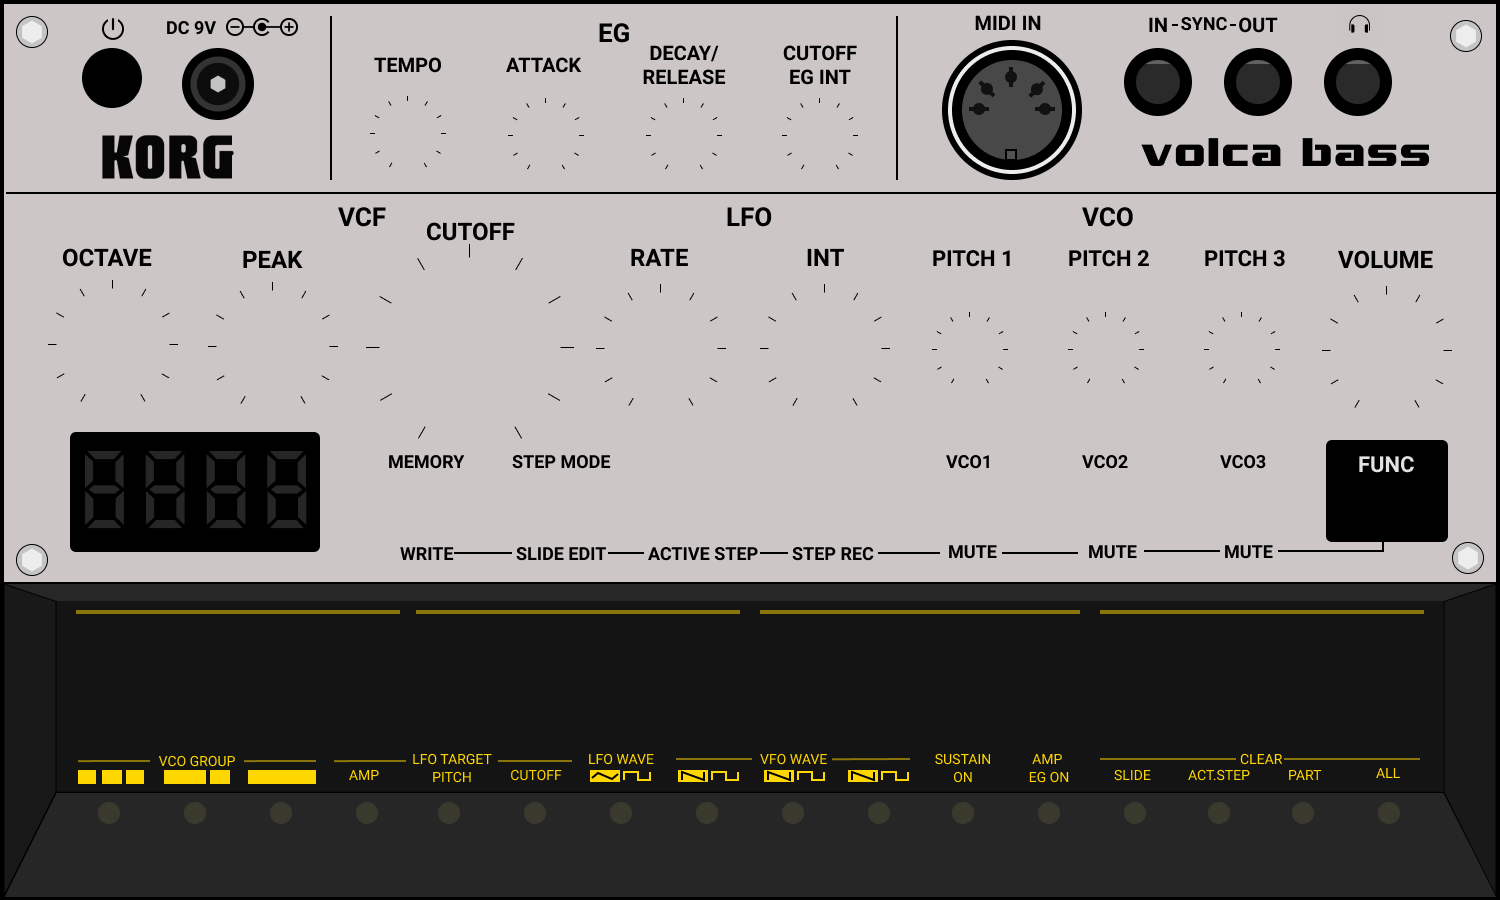 DC 9V
KORG
EG
TEMPO
ATTACK
DECAY/
RELEASE
CUTOFF
EG INT
MIDI IN
IN-SYNC-OUT
volca bass
VCF
LFO
VCO
OCTAVE
PEAK
CUTOFF
RATE
INT
PITCH 1
PITCH 2
PITCH 3
VOLUME
MEMORY
STEP MODE
VCO1
VCO2
VCO3
FUNC
WRITE
SLIDE EDIT
ACTIVE STEP
STEP REC
MUTE
MUTE
MUTE
VCO GROUP
LFO TARGET
AMP
PITCH
CUTOFF
LFO WAVE
VFO WAVE
SUSTAIN
ON
AMP
EG ON
CLEAR
SLIDE
ACT.STEP
PART
ALL